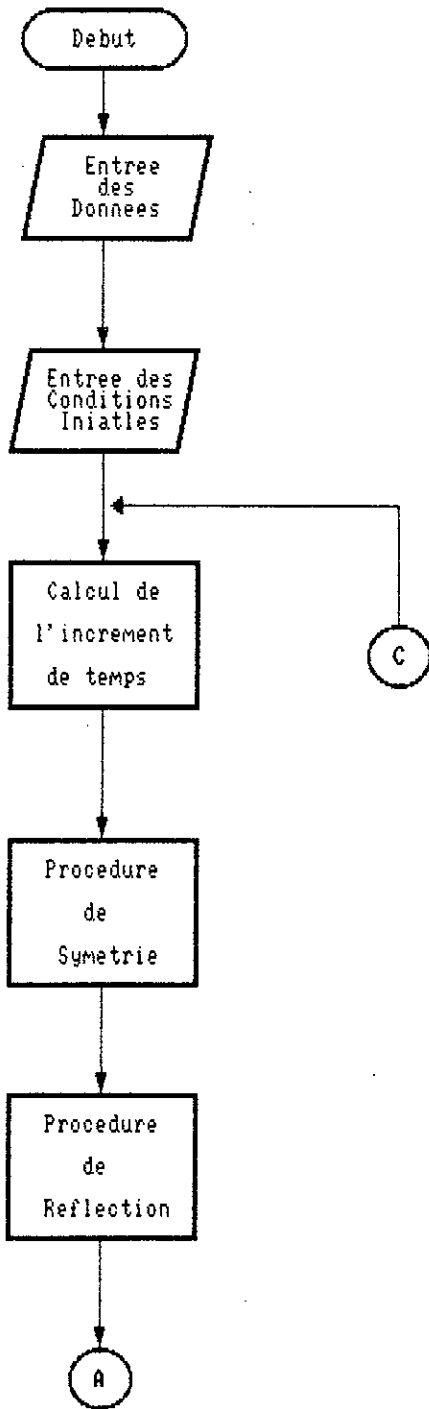 Debut
Entree
des
Donnees
Entree des
Conditions
Iniatles
Calcul de
l'increment
de temps
C
Procedure
de
Symetrie
Procedure
de
Reflection
A